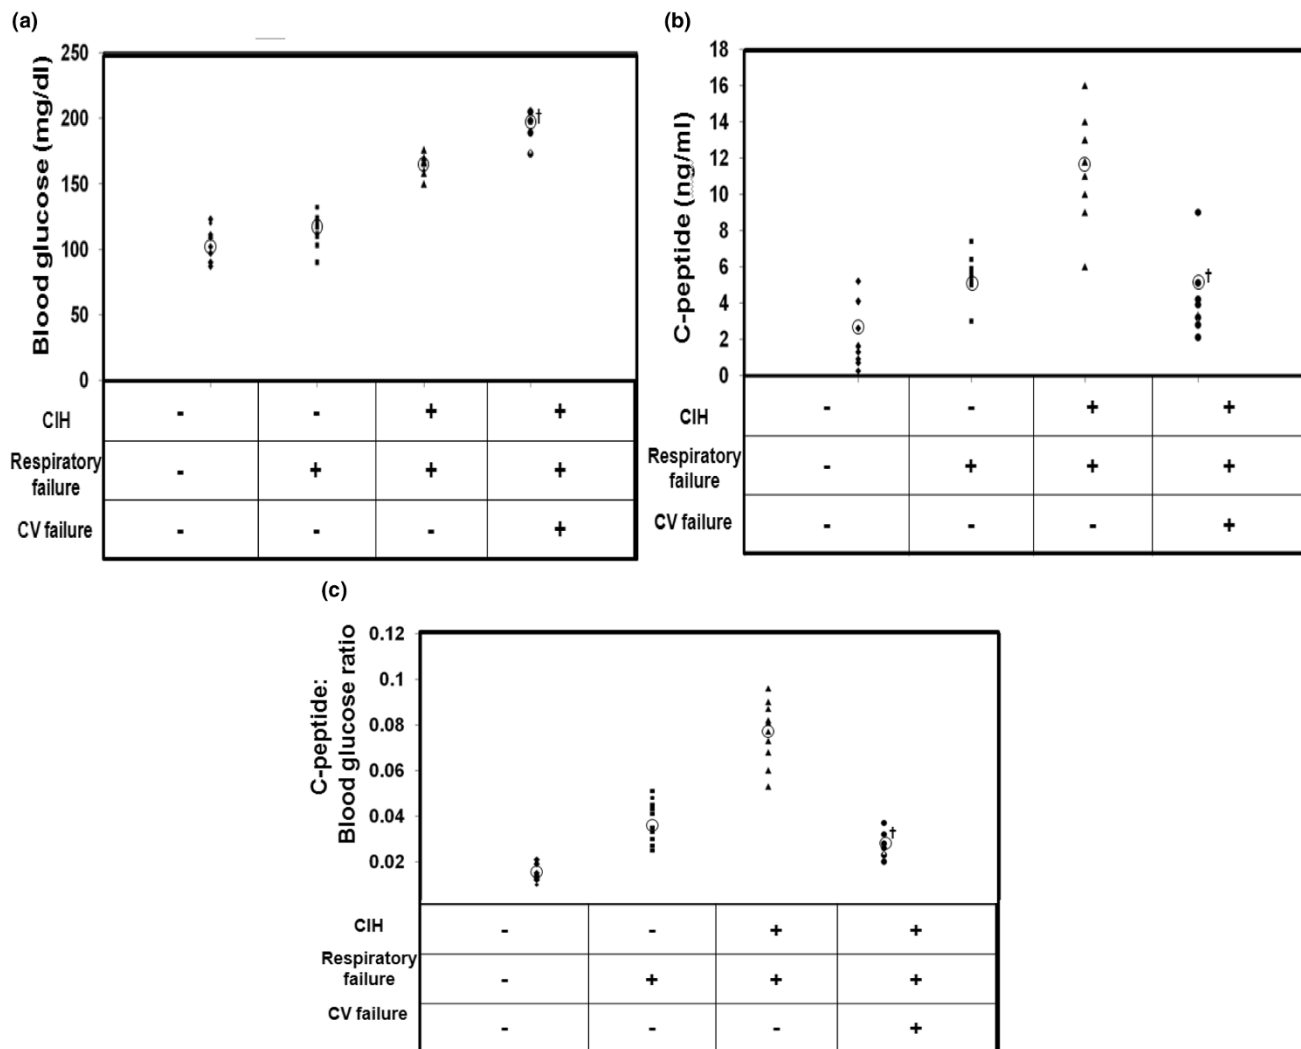 (a)
Blood glucose (mg/dl)
250
200
150
100
50
0
†
CIH - - + +
Respiratory failure - + + +
CV failure - - - +
(b)
C-peptide (ng/ml)
18
16
14
12
10
8
6
4
2
0
†
CIH - - + +
Respiratory failure - + + +
CV failure - - - +
(c)
C-peptide:
Blood glucose ratio
0.12
0.1
0.08
0.06
0.04
0.02
†
CIH - - + +
Respiratory failure - + + +
CV failure - - - +